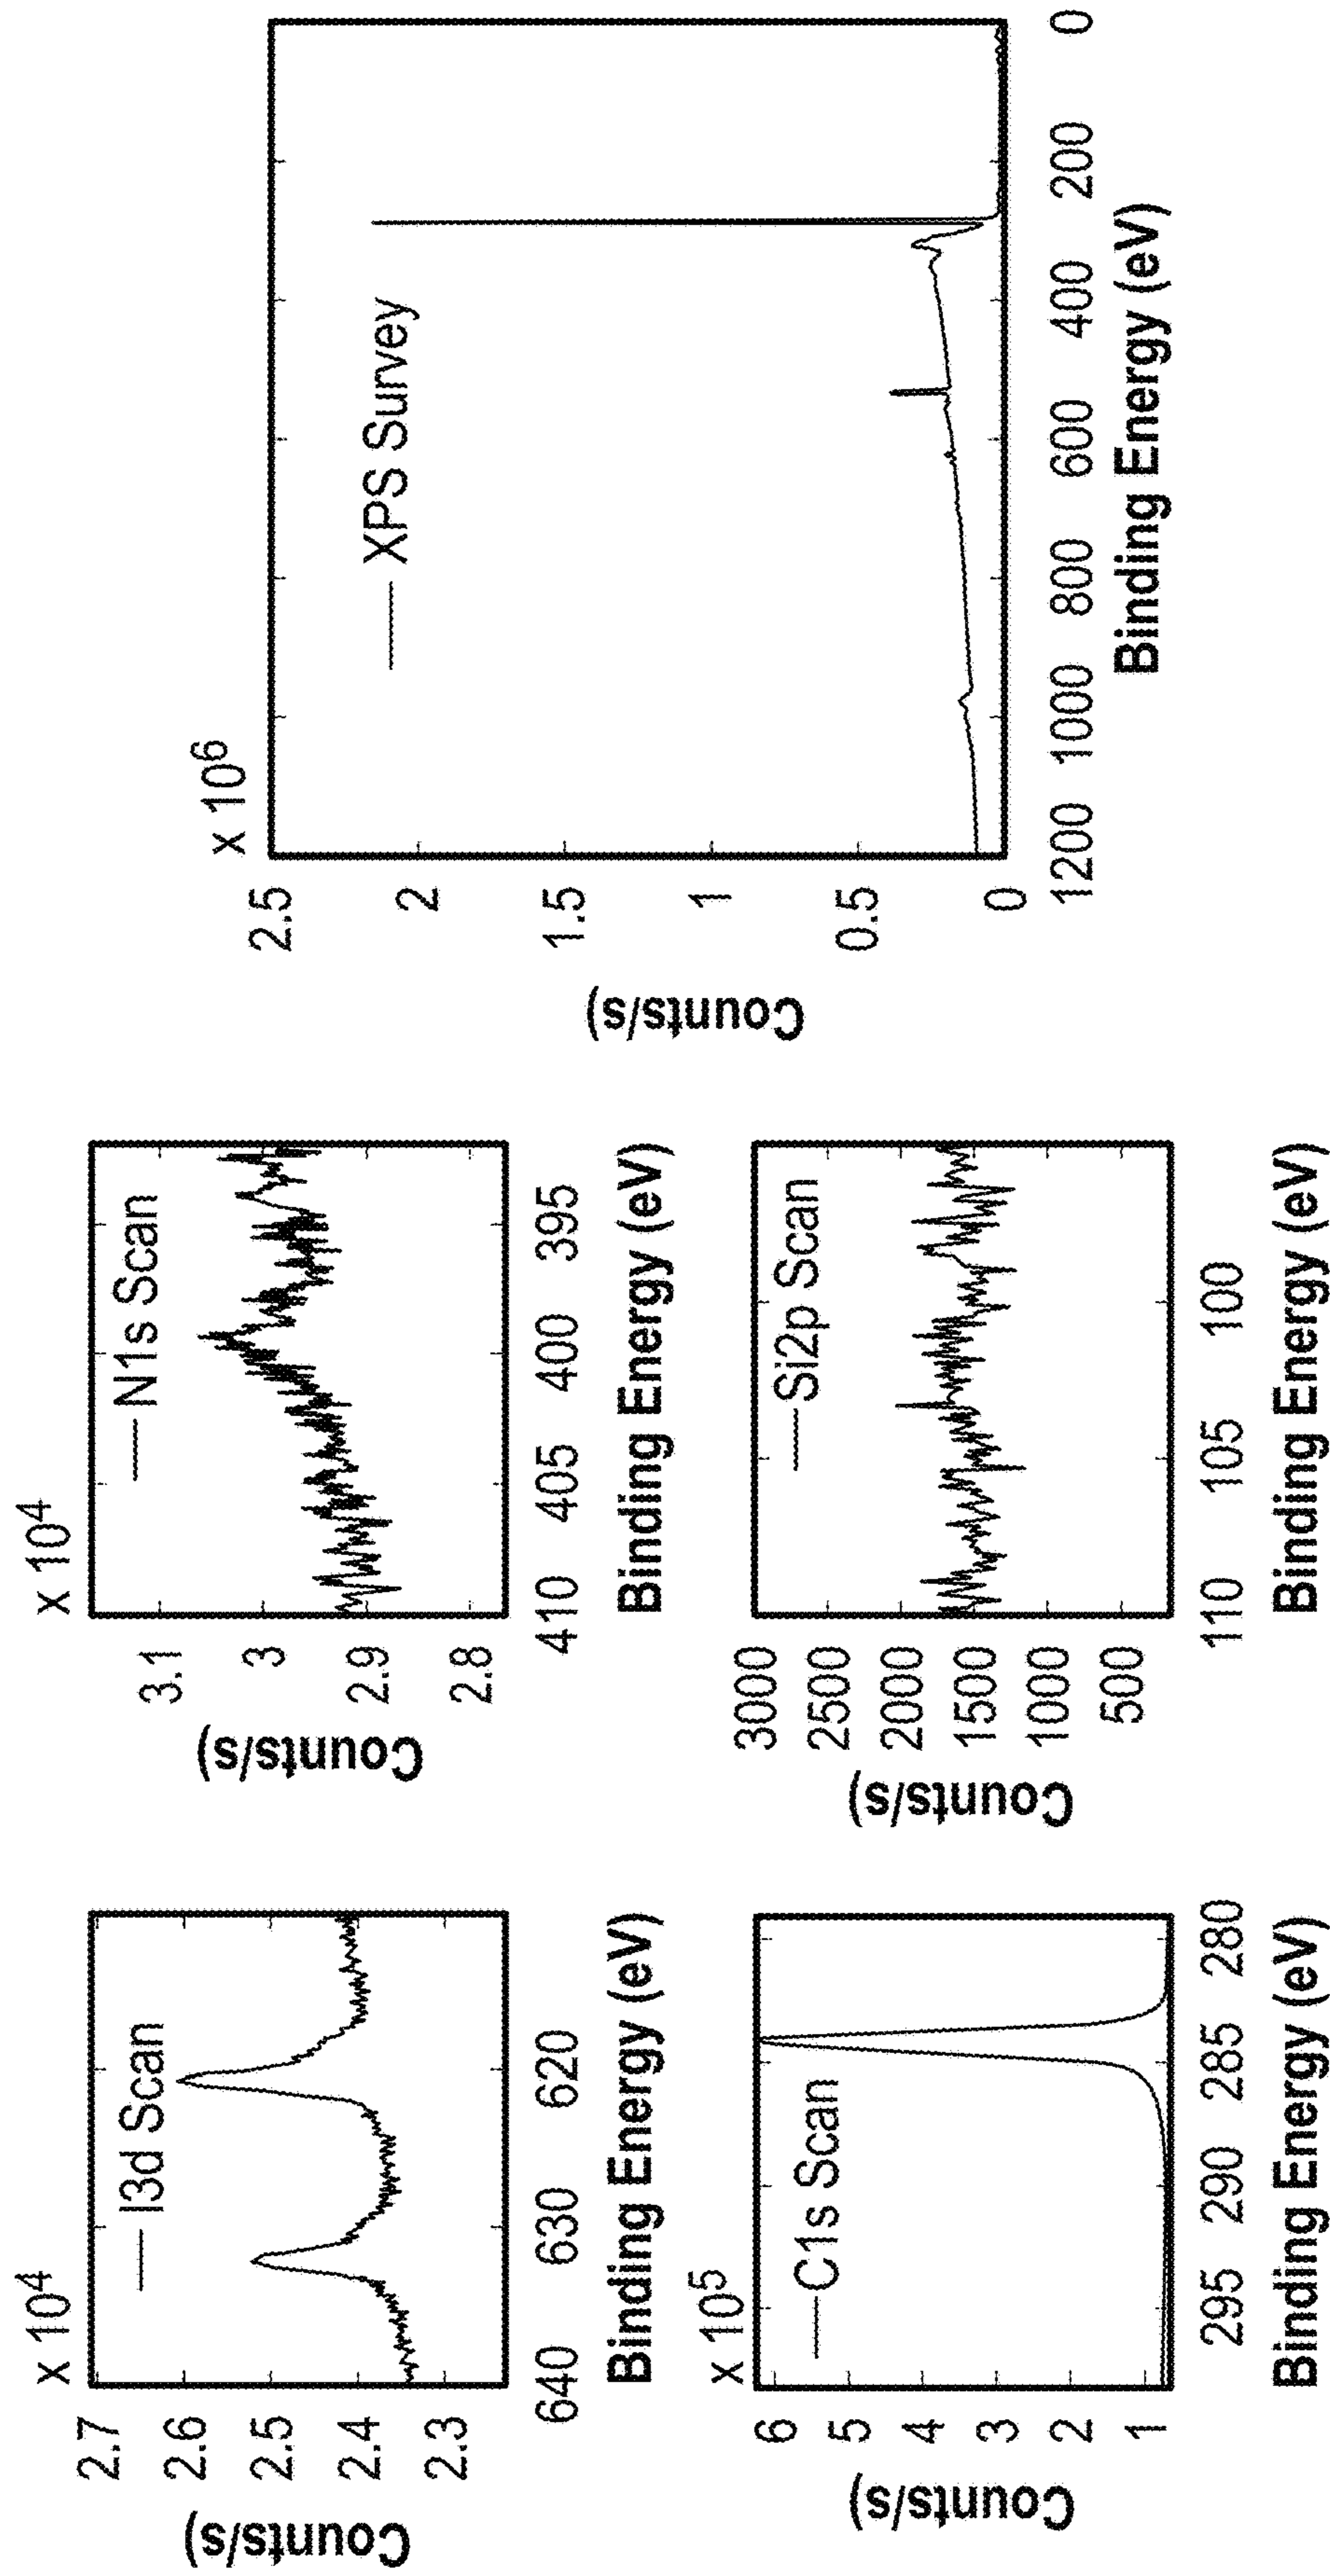 x 10⁴
2.7
2.6
2.5
2.4
2.3
Counts/s)
I3d Scan
640
630
620
Binding Energy (eV)
x 10⁴
3.1
3
2.9
2.8
Counts/s)
N1s Scan
410
405
400
395
Binding Energy (eV)
x 10⁵
6
5
4
3
2
1
Counts/s)
C1s Scan
295
290
285
280
Binding Energy (eV)
3000
2500
2000
1500
1000
500
Counts/s)
Si2p Scan
110
105
100
Binding Energy (eV)
x 10⁶
2.5
2
1.5
1
0.5
0
Counts/s)
XPS Survey
1200
1000
800
600
400
200
0
Binding Energy (eV)